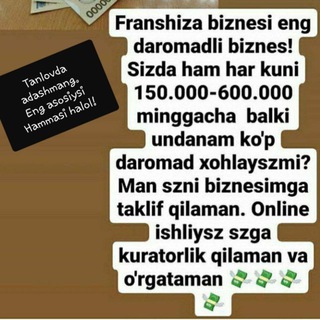 Franshiza biznesi eng
daromadli biznes!
Sizda ham har kuni
150.000-600.000
minggacha balki
undanam ko'p
daromad xohlayszmi?
Man szni biznesimga
taklif qilaman. Online
ishliysz szga
kuratorlik qilaman va
o'rgataman 💸💸💸
💸
Tanlovda
adashmang.
Eng asosiysi
Hammasi halol!